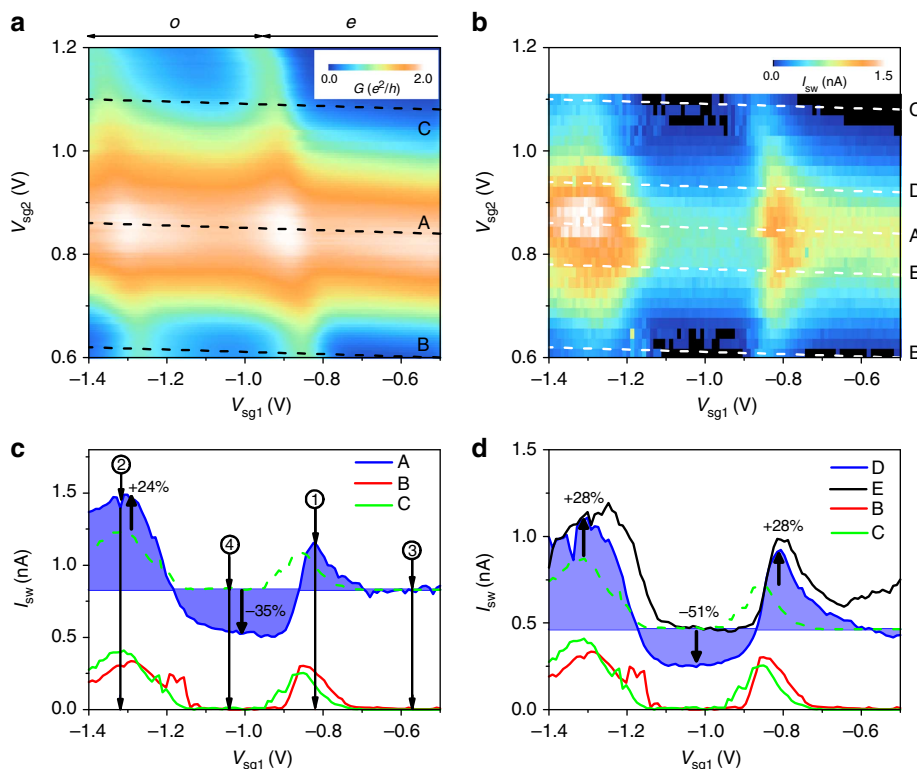 a
o
e
1.2
1.0
0.8
0.6
V_sg2 (V)
0.0 2.0
G (e²/h)
C
A
B
−1.4 −1.2 −1.0 −0.8 −0.6
V_sg1 (V)
b
1.2
1.0
0.8
0.6
V_sg2 (V)
0.0 1.5
I_sw (nA)
C
D
A
E
B
−1.4 −1.2 −1.0 −0.8 −0.6
V_sg1 (V)
c
1.5
1.0
0.5
0.0
I_sw (nA)
2
+24%
4
−35%
1
3
A
B
C
−1.4 −1.2 −1.0 −0.8 −0.6
V_sg1 (V)
d
1.5
1.0
0.5
0.0
I_sw (nA)
+28%
−51%
+28%
D
E
B
C
−1.4 −1.2 −1.0 −0.8 −0.6
V_sg1 (V)